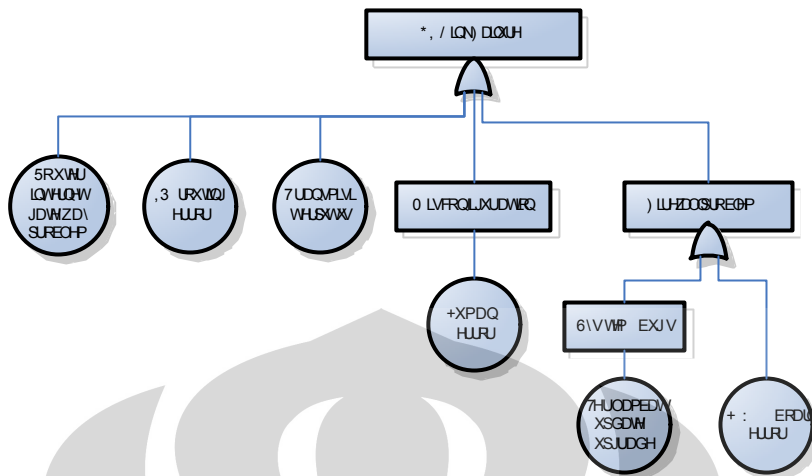 *, / LQN) DLOXUH
5RXWHU
LQWHUQHW
JDWHZD\
SUREOHP
,3 URXWLQJ
HUURU
7UDQVPLVL
WHUSXWXV
0 LVFRQILJXUDWLRQ
) LUHZDOOSUREOHP
+XPDQ
HUURU
6\VWHP EXJV
7HUODPEDW
XSGDWH
XSJUDGH
+ : ERDUG
HUURU